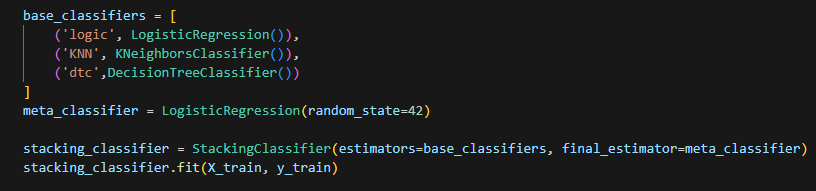 base_classifiers = [
    ('logic', LogisticRegression()),
    ('KNN', KNeighborsClassifier()),
    ('dtc',DecisionTreeClassifier())
]
meta_classifier = LogisticRegression(random_state=42)

stacking_classifier = StackingClassifier(estimators=base_classifiers, final_estimator=meta_classifier)
stacking_classifier.fit(X_train, y_train)